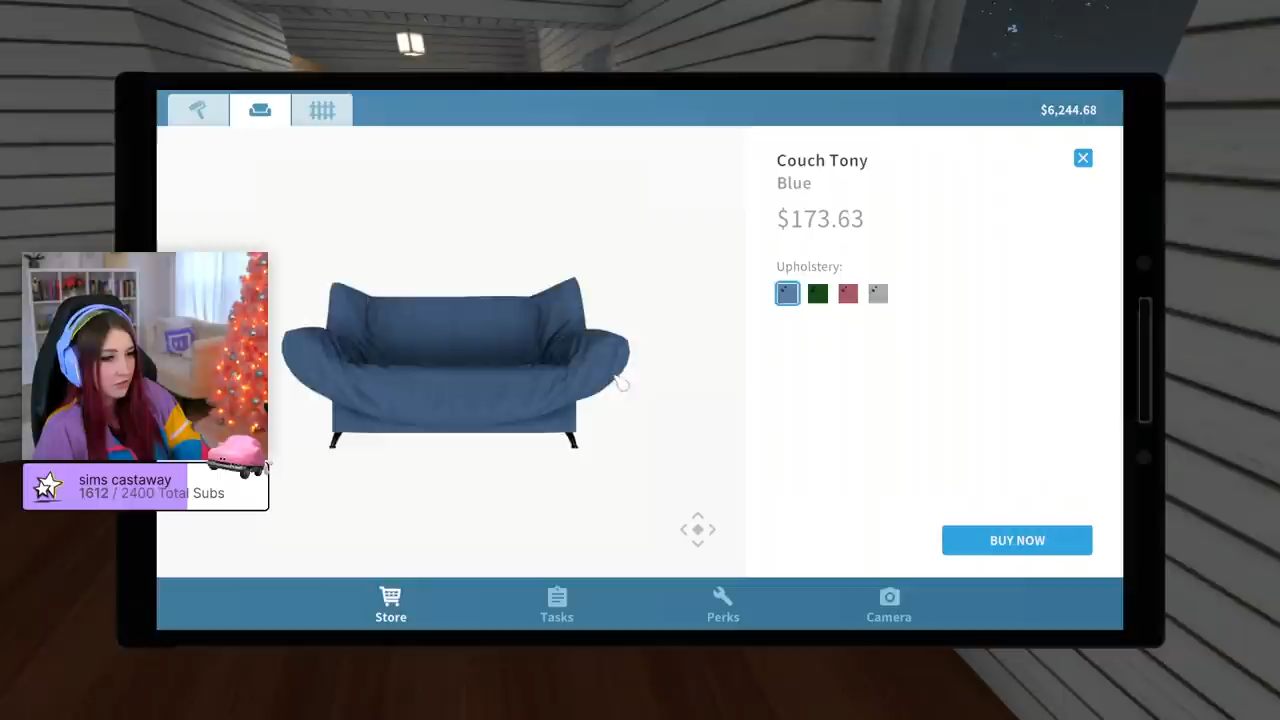 $6,244.68
Couch Tony
Blue
$173.63
Upholstery:
BUY NOW
sims castaway
1612 / 2400 Total Subs
Store
Tasks
Perks
Camera